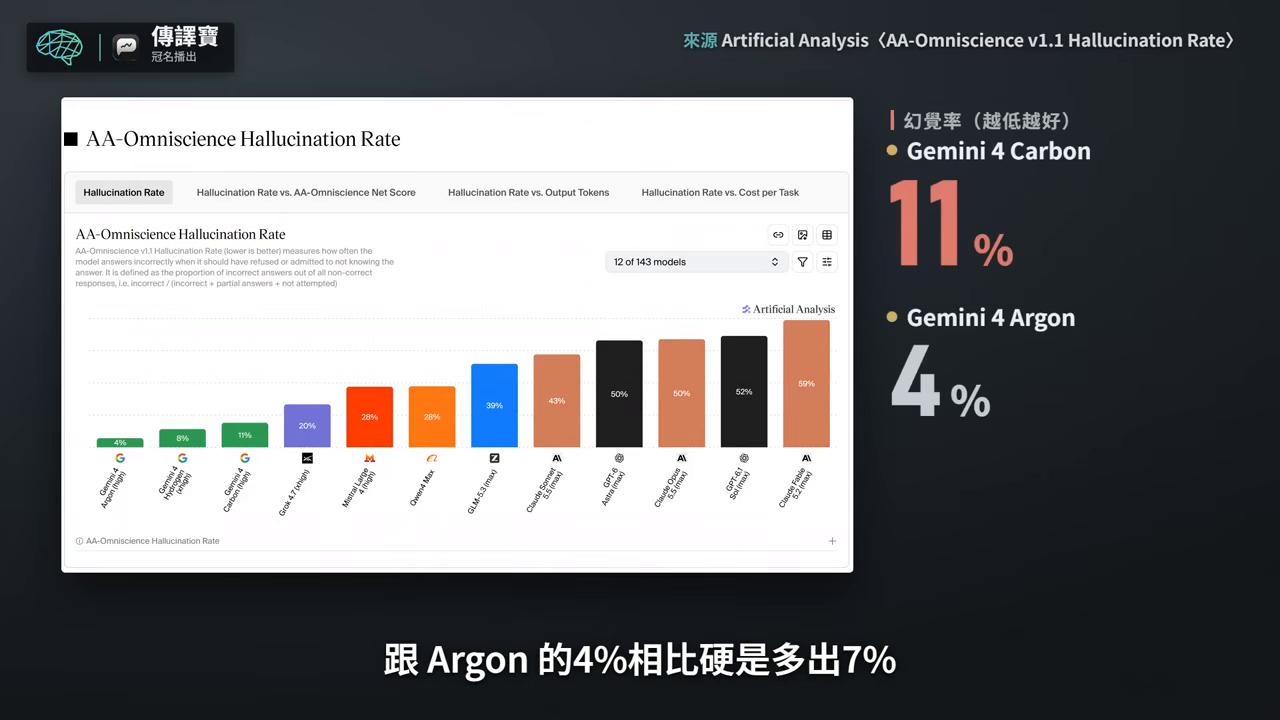 傳譯寶
冠名播出
來源 Artificial Analysis〈AA-Omniscience v1.1 Hallucination Rate〉
AA-Omniscience Hallucination Rate
Hallucination Rate
Hallucination Rate vs. AA-Omniscience Net Score
Hallucination Rate vs. Output Tokens
Hallucination Rate vs. Cost per Task
AA-Omniscience Hallucination Rate
AA-Omniscience v1.1 Hallucination Rate (lower is better) measures how often the
model answers incorrectly when it should have refused or admitted to not knowing the
answer. It is defined as the proportion of incorrect answers out of all non-correct
responses, i.e. incorrect / (incorrect + partial answers + not attempted)
12 of 143 models
Artificial Analysis
4%
8%
11%
20%
28%
28%
39%
43%
50%
50%
52%
59%
Gemini 4
Argon (high)
Gemini 4
Hydrogen
(xhigh)
Gemini 4
Carbon (high)
Grok 4.7 (xhigh)
Mistral Large
4 (high)
Qwen4 Max
GLM-5.3 (max)
Claude Sonnet
5.5 (max)
GPT-6
Astra (max)
Claude Opus
5.5 (max)
GPT-6.1
Sol (max)
Claude Fable
5.2 (max)
AA-Omniscience Hallucination Rate
幻覺率（越低越好）
Gemini 4 Carbon
11%
Gemini 4 Argon
4%
跟 Argon 的4%相比硬是多出7%